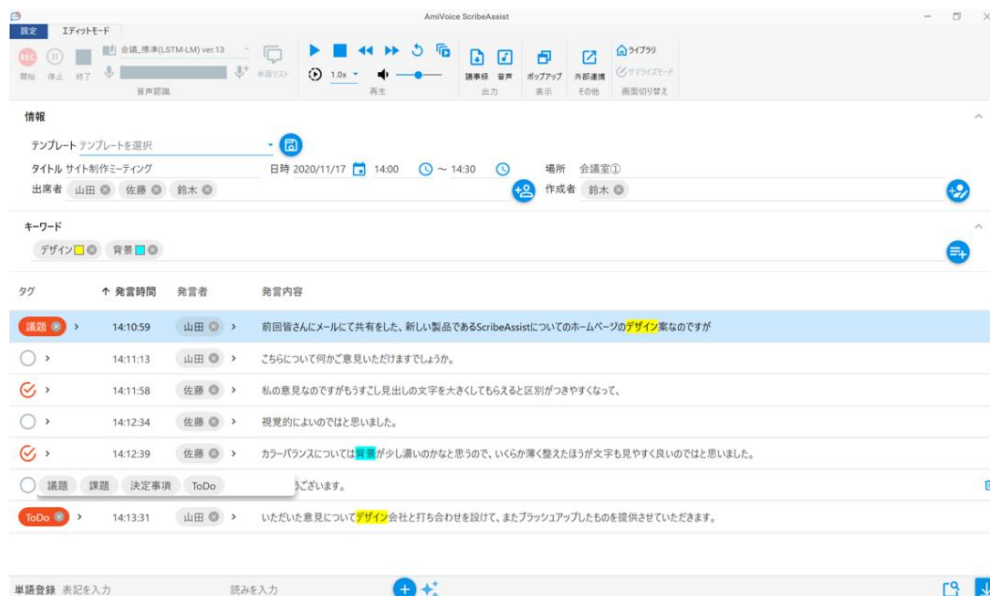 AmiVoice ScribeAssist
設定 エディットモード
REC 会議_標準(LSTM-LM) ver.13
開始 停止 終了 単語リスト
音声認識
1.0x
再生
議事録 音声
出力
ポップアップ
表示
外部連携
その他
ライブラリ
サマライズモード
画面切り替え
情報
テンプレート テンプレートを選択
タイトル サイト制作ミーティング 日時 2020/11/17 14:00 ~ 14:30 場所 会議室①
出席者 山田 佐藤 鈴木 作成者 鈴木
キーワード
デザイン 背景
タグ 発言時間 発言者 発言内容
議題 14:10:59 山田 前回皆さんにメールにて共有をした、新しい製品であるScribeAssistについてのホームページのデザイン案なのですが
14:11:13 山田 こちらについて何かご意見いただけますでしょうか。
14:11:58 佐藤 私の意見なのですがもうすこし見出しの文字を大きくしてもらえると区別がつきやすくなって、
14:12:34 佐藤 視覚的によいのではと思いました。
14:12:39 佐藤 カラーバランスについては背景が少し濃いのかなと思うので、いくらか薄く整えたほうが文字も見やすく良いのではと思いました。
議題 課題 決定事項 ToDo うございます。
ToDo 14:13:31 山田 いただいた意見についてデザイン会社と打ち合わせを設けて、またブラッシュアップしたものを提供させていただきます。
単語登録 表記を入力 読みを入力